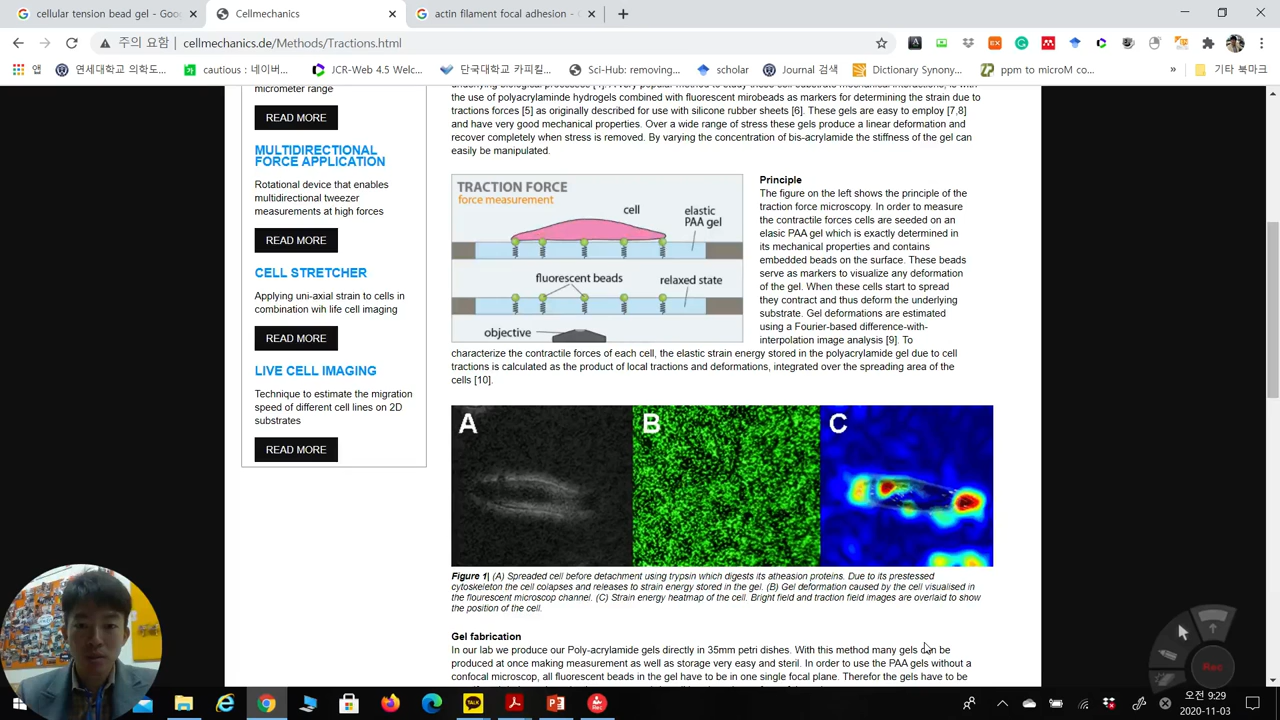 cellular tension bead gel - Goo
Cellmechanics
actin filament focal adhesion - G
주의 요함
cellmechanics.de/Methods/Tractions.html
앱
연세대학교 의학도...
cautious : 네이버...
JCR-Web 4.5 Welc...
단국대학교 카피킬...
Sci-Hub: removing...
scholar
Journal 검색
Dictionary Synony...
ppm to microM co...
»
기타 북마크
micrometer range
READ MORE
MULTIDIRECTIONAL
FORCE APPLICATION
Rotational device that enables
multidirectional tweezer
measurements at high forces
READ MORE
CELL STRETCHER
Applying uni-axial strain to cells in
combination wih life cell imaging
READ MORE
LIVE CELL IMAGING
Technique to estimate the migration
speed of different cell lines on 2D
substrates
READ MORE
the use of polyacrylamide hydrogels combined with fluorescent mirobeads as markers for determining the strain due to
tractions forces [5] as originally described for use with silicone rubber sheets [6]. These gels are easy to employ [7,8]
and have very good mechanical properties. Over a wide range of stress these gels produce a linear deformation and
recover completely when stress is removed. By varying the concentration of bis-acrylamide the stiffness of the gel can
easily be manipulated.
TRACTION FORCE
force measurement
cell
elastic
PAA gel
fluorescent beads
relaxed state
objective
Principle
The figure on the left shows the principle of the
traction force microscopy. In order to measure
the contractile forces cells are seeded on an
elasic PAA gel which is exactly determined in
its mechanical properties and contains
embedded beads on the surface. These beads
serve as markers to visualize any deformation
of the gel. When these cells start to spread
they contract and thus deform the underlying
substrate. Gel deformations are estimated
using a Fourier-based difference-with-
interpolation image analysis [9]. To
characterize the contractile forces of each cell, the elastic strain energy stored in the polyacrylamide gel due to cell
tractions is calculated as the product of local tractions and deformations, integrated over the spreading area of the
cells [10].
A
B
C
Figure 1| (A) Spreaded cell before detachment using trypsin which digests its atheasion proteins. Due to its prestessed
cytoskeleton the cell colapses and releases to strain energy stored in the gel. (B) Gel deformation caused by the cell visualised in
the flourescent microscop channel. (C) Strain energy heatmap of the cell. Bright field and traction field images are overlaid to show
the position of the cell.
Gel fabrication
In our lab we produce our Poly-acrylamide gels directly in 35mm petri dishes. With this method many gels can be
produced at once making measurement as well as storage very easy and steril. In order to use the PAA gels without a
confocal microscop, all fluorescent beads in the gel have to be in one single focal plane. Therefor the gels have to be
Rec
TALK
오전 9:29
2020-11-03